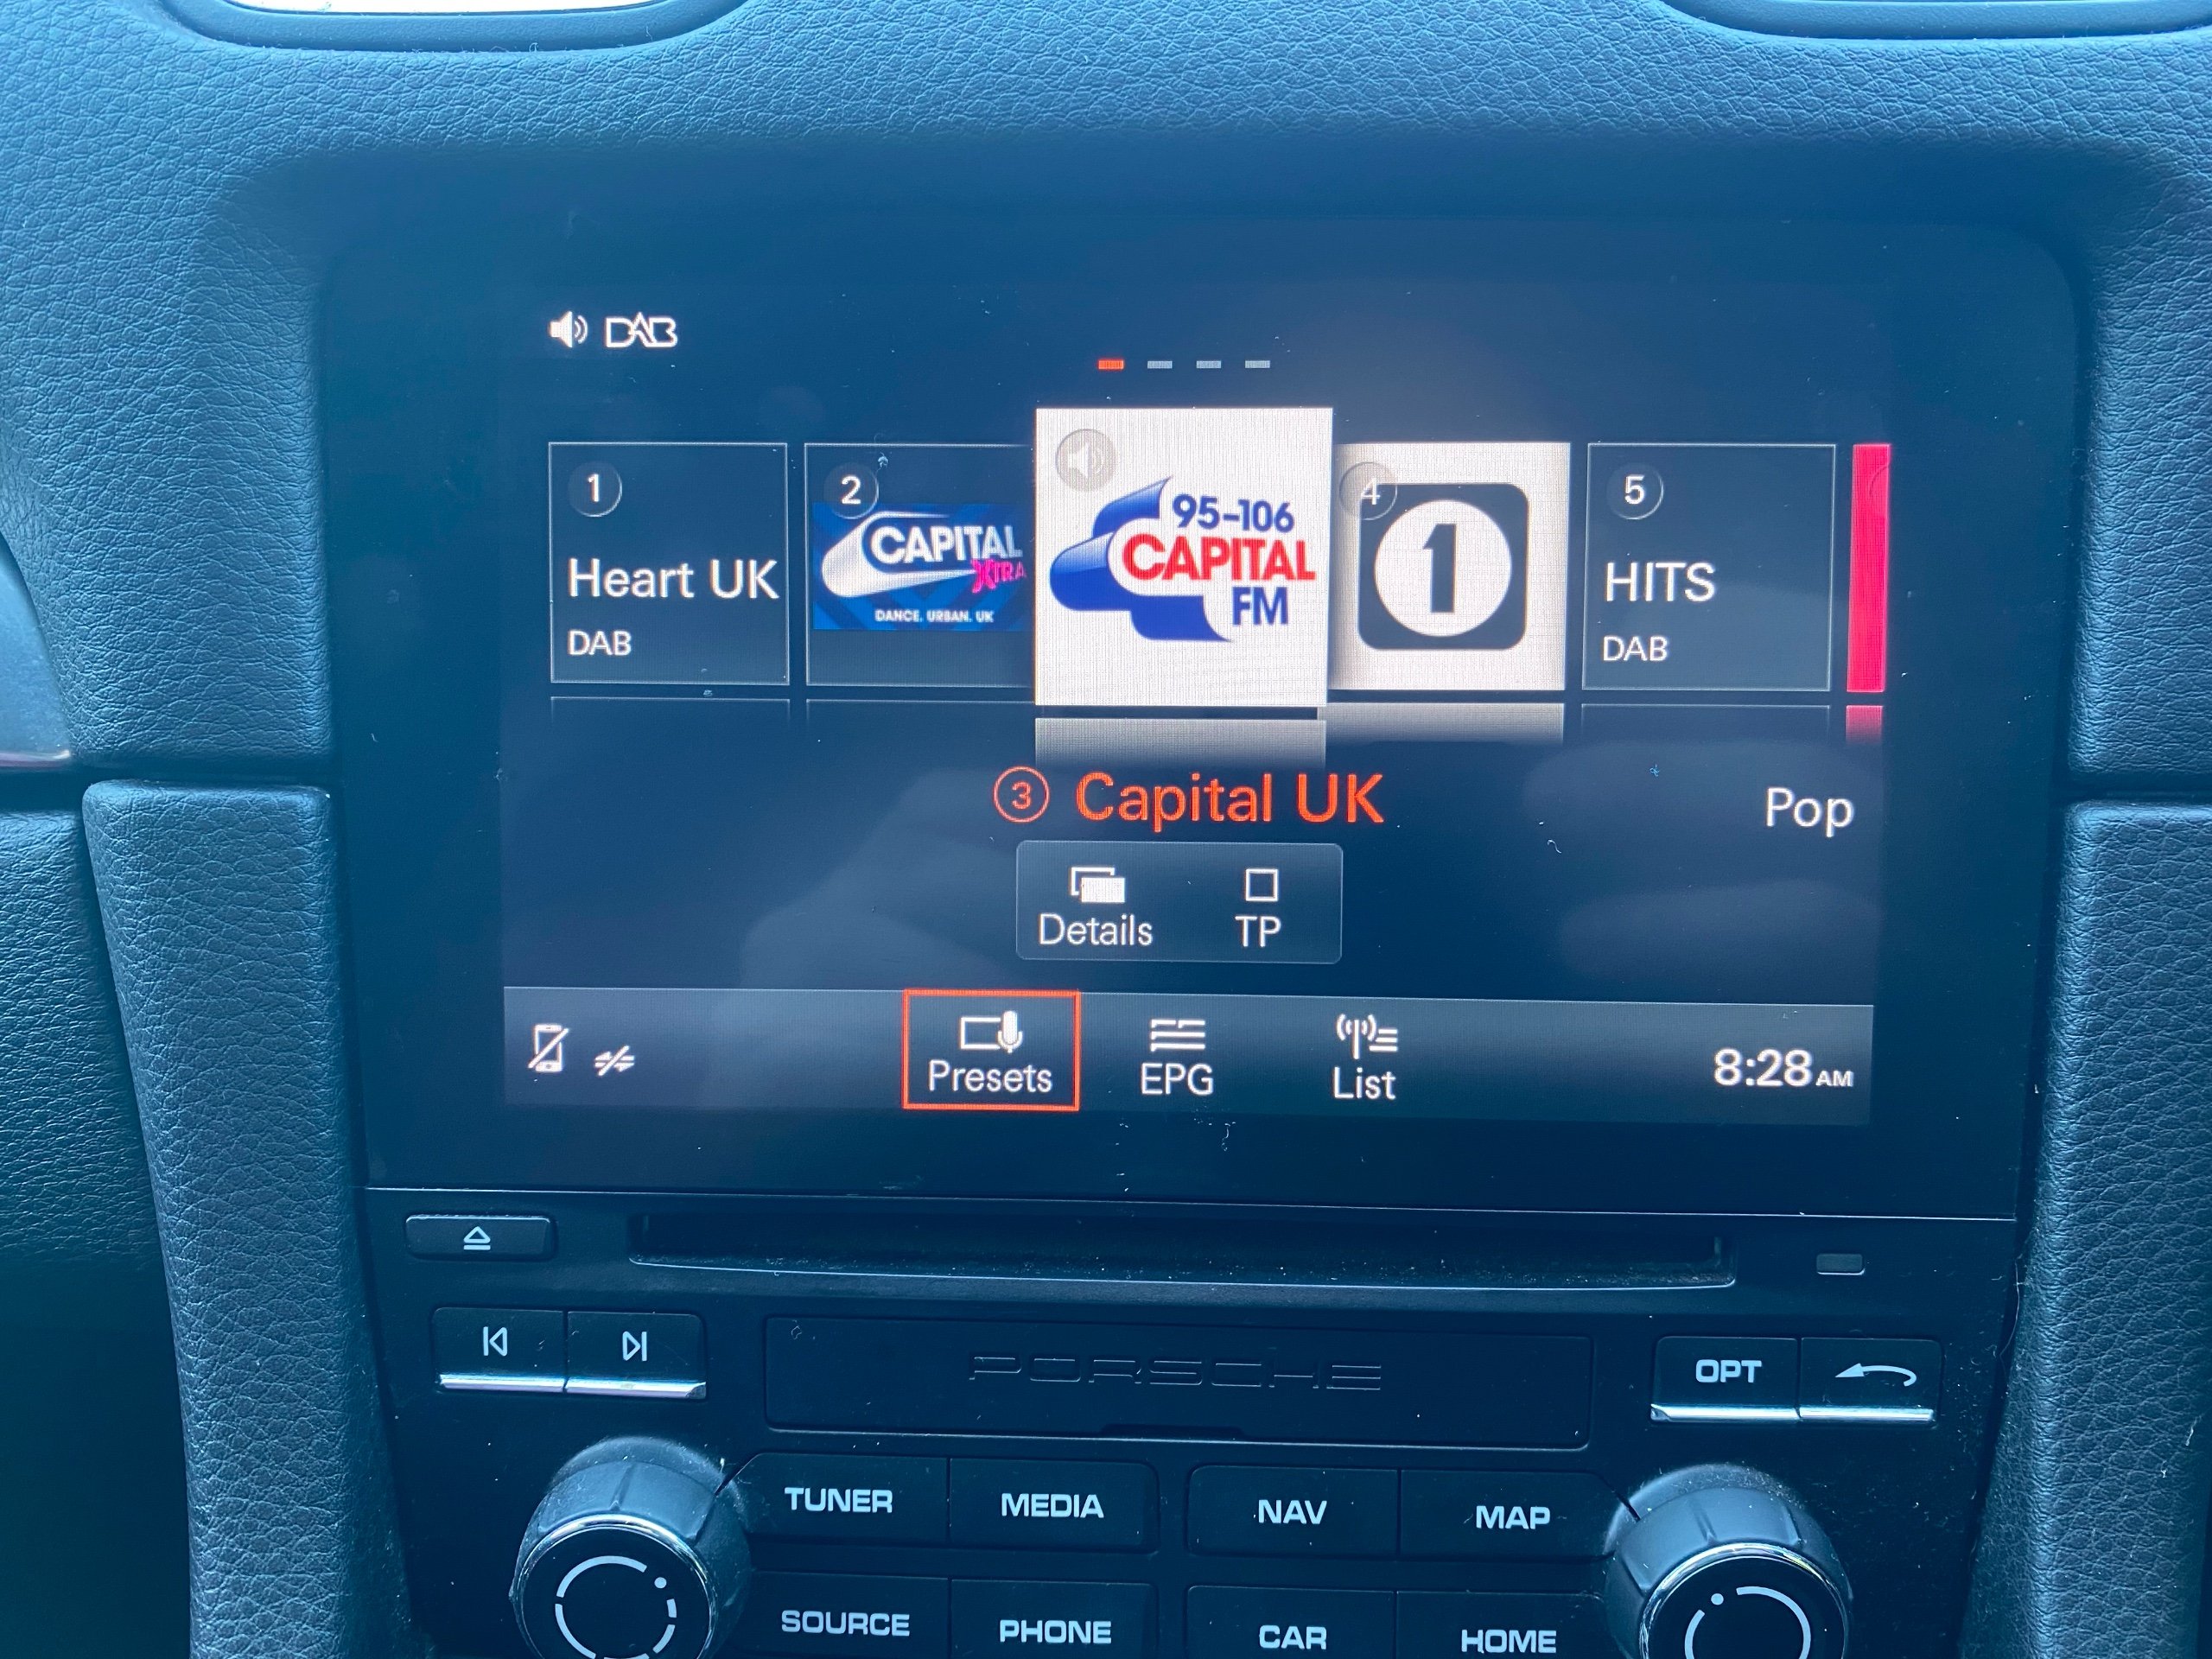 DAB
1
Heart UK
DAB
2
CAPITAL
XTRA
DANCE. URBAN. UK
95-106
CAPITAL
FM
4
1
5
HITS
DAB
3 Capital UK
Pop
Details
TP
Presets
EPG
List
8:28 AM
PORSCHE
OPT
TUNER
MEDIA
NAV
MAP
SOURCE
PHONE
CAR
HOME